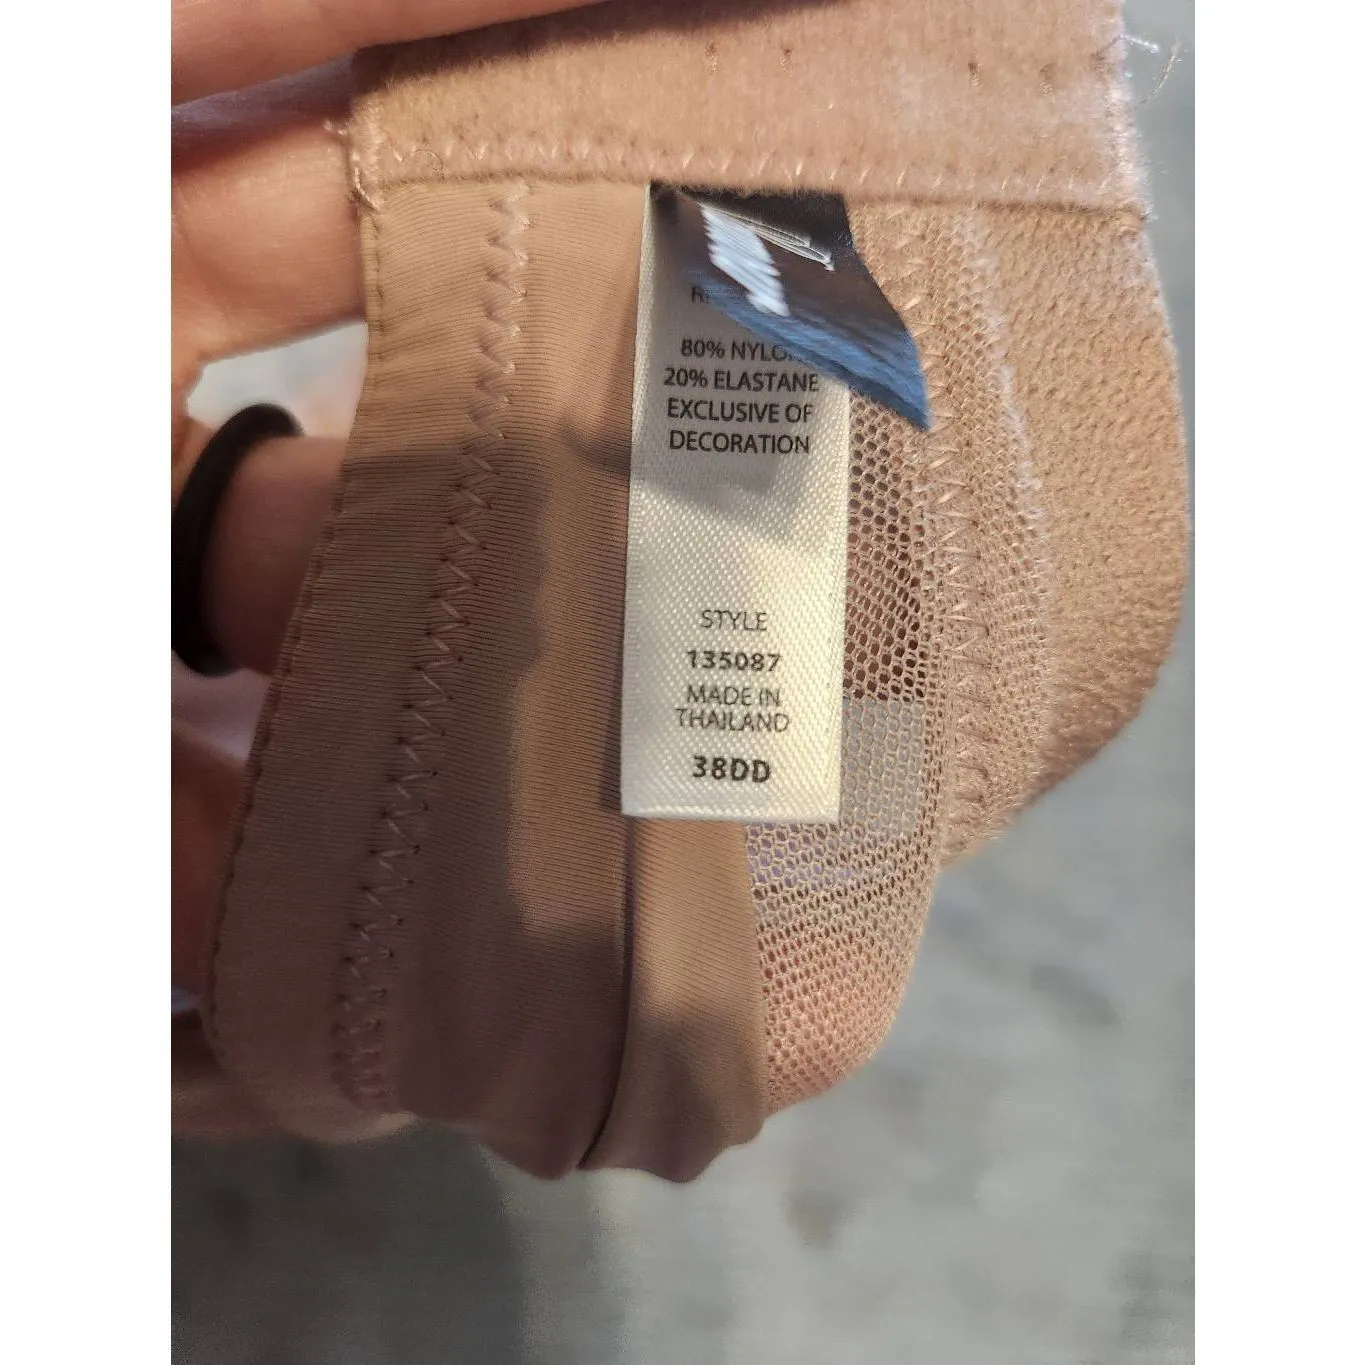 80% NYLO
20% ELASTANE
EXCLUSIVE OF
DECORATION
STYLE
135087
MADE IN
THAILAND
38DD